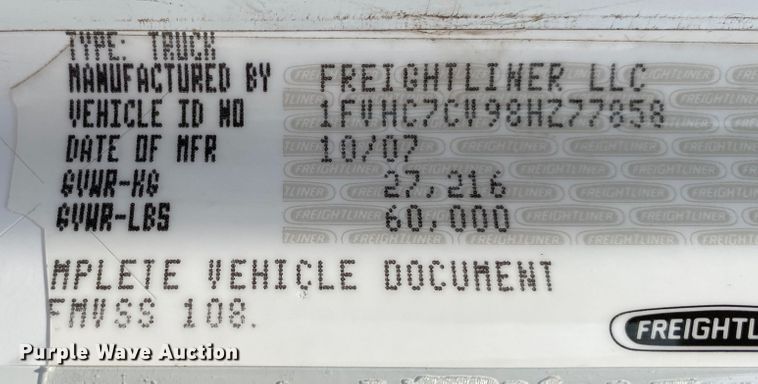 TYPE: TRUCK
MANUFACTURED BY FREIGHTLINER LLC
VEHICLE ID NO 1FVHC7CV98HZ77858
DATE OF MFR 10/07
GVWR-KG 27,216
GVWR-LBS 60,000
MPLETE VEHICLE DOCUMENT
FMVSS 108.
FREIGHTL
Purple Wave Auction